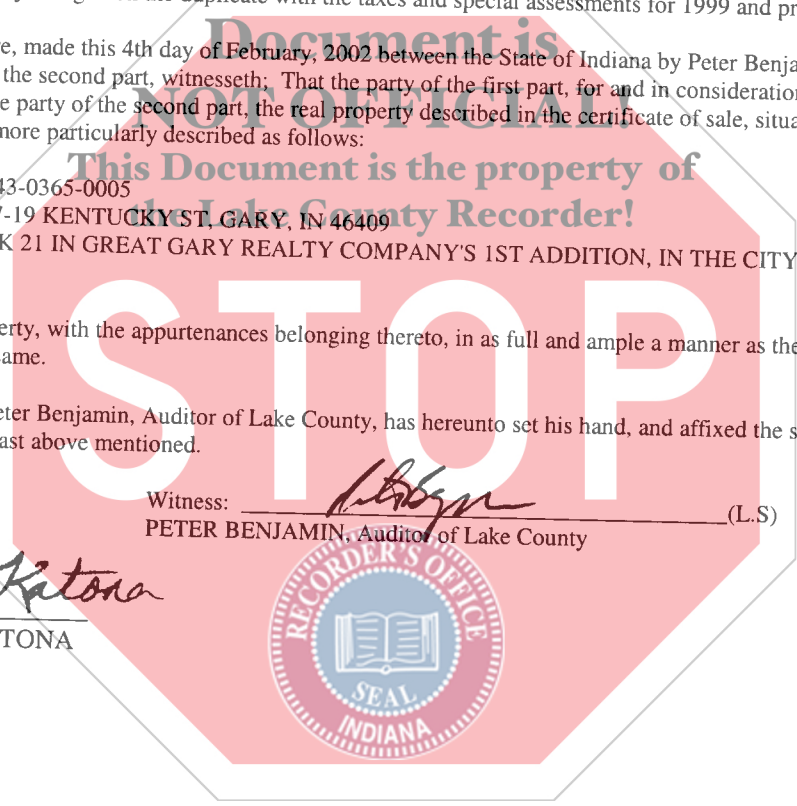 the duplicate with the taxes and special assessments for 1999 and pr
e, made this 4th day of February, 2002 between the State of Indiana by Peter Benja
the second part, witnesseth: That the party of the first part, for and in consideration
e party of the second part, the real property described in the certificate of sale, situa
more particularly described as follows:
Document is
NOT OFFICIAL!
This Document is the property of
the Lake County Recorder!
43-0365-0005
7-19 KENTUCKY ST, GARY, IN 46409
K 21 IN GREAT GARY REALTY COMPANY'S 1ST ADDITION, IN THE CITY
STOP
erty, with the appurtenances belonging thereto, in as full and ample a manner as the
ame.
eter Benjamin, Auditor of Lake County, has hereunto set his hand, and affixed the s
ast above mentioned.
Witness: (L.S)
PETER BENJAMIN, Auditor of Lake County
Katona
TONA
RECORDER'S OFFICE
SEAL
INDIANA